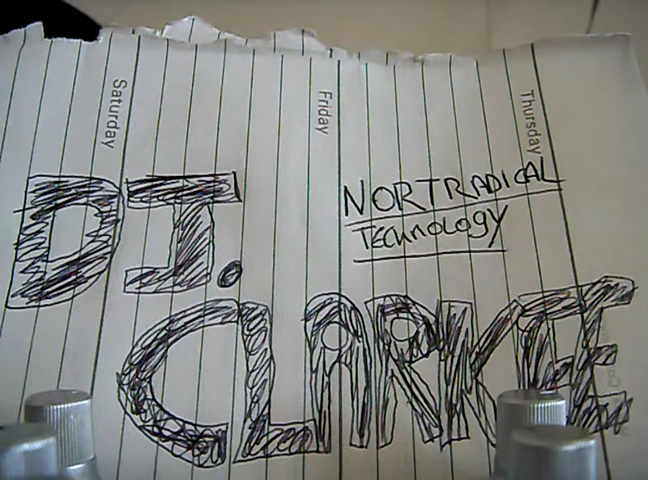 Saturday
Friday
Thursday
NORTRADICAL
TECHNOLOGY
DJ.
CLARKE